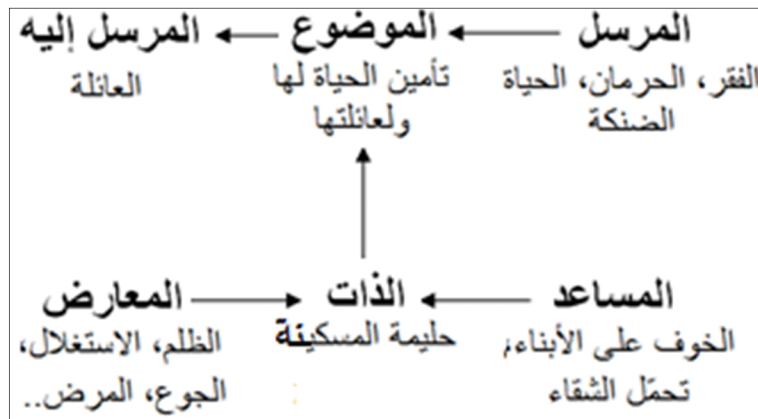 المرسل
الموضوع
المرسل إليه
الفقر، الحرمان، الحياة
الضنكة
تأمين الحياة لها
ولعائلتها
العائلة
المساعد
الذات
المعارض
الخوف على الأبناء،
تحمّل الشقاء
حليمة المسكينة
الظلم، الاستغلال،
الجوع، المرض..